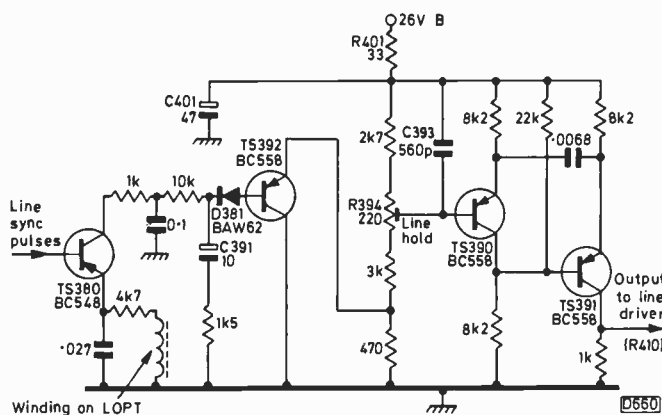 26V B
R401
33
C401
47
TS392
BC558
2k7
C393
560p
8k2
22k
8k2
.0068
1k
10k
Line
sync
pulses
0.1
D381
BAW62
C391
10
R394
220
Line
hold
TS390
BC558
TS380
BC548
4k7
3k
TS391
BC558
Output
to line
driver
(R410)
.027
1k5
470
8k2
1k
Winding on LOPT
D660